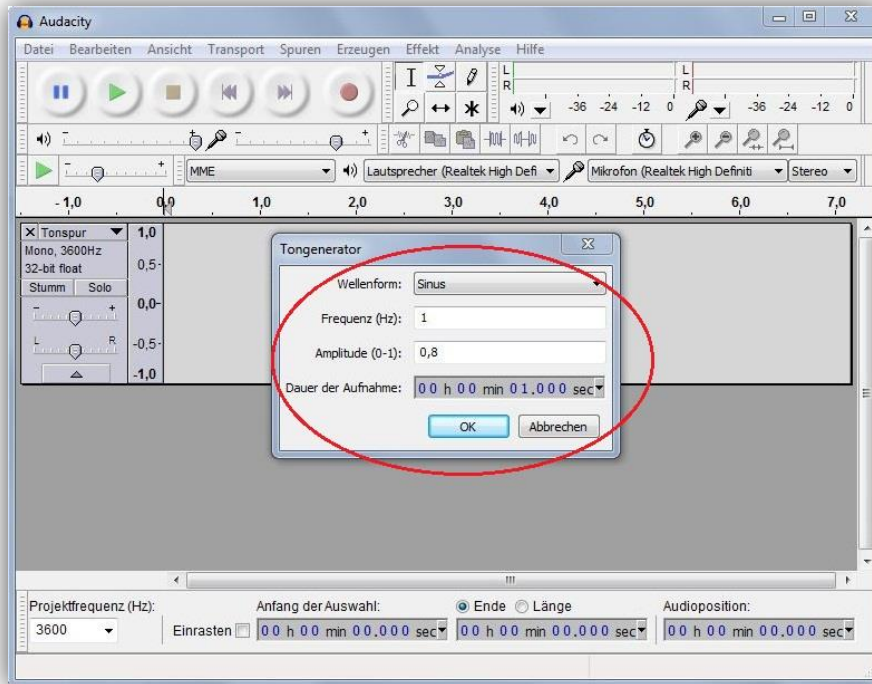 Audacity
Datei Bearbeiten Ansicht Transport Spuren Erzeugen Effekt Analyse Hilfe
L
R
L
R
-36 -24 -12 0
-36 -24 -12 0
- + - +
- +
MME
Lautsprecher (Realtek High Defi
Mikrofon (Realtek High Definiti
Stereo
- 1,0 0,0 1,0 2,0 3,0 4,0 5,0 6,0 7,0
X Tonspur
Mono, 3600Hz
32-bit float
Stumm Solo
- +
L R
1,0
0,5-
0,0-
-0,5-
-1,0
Tongenerator
Wellenform: Sinus
Frequenz (Hz): 1
Amplitude (0-1): 0,8
Dauer der Aufnahme: 00 h 00 min 01.000 sec
OK Abbrechen
Projektfrequenz (Hz): Anfang der Auswahl: Ende Länge Audioposition:
3600 Einrasten 00 h 00 min 00.000 sec 00 h 00 min 00.000 sec 00 h 00 min 00.000 sec